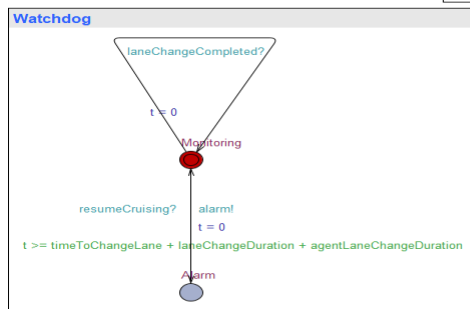 Watchdog
laneChangeCompleted?
t = 0
Monitoring
resumeCruising? alarm!
t = 0
t >= timeToChangeLane + laneChangeDuration + agentLaneChangeDuration
Alarm